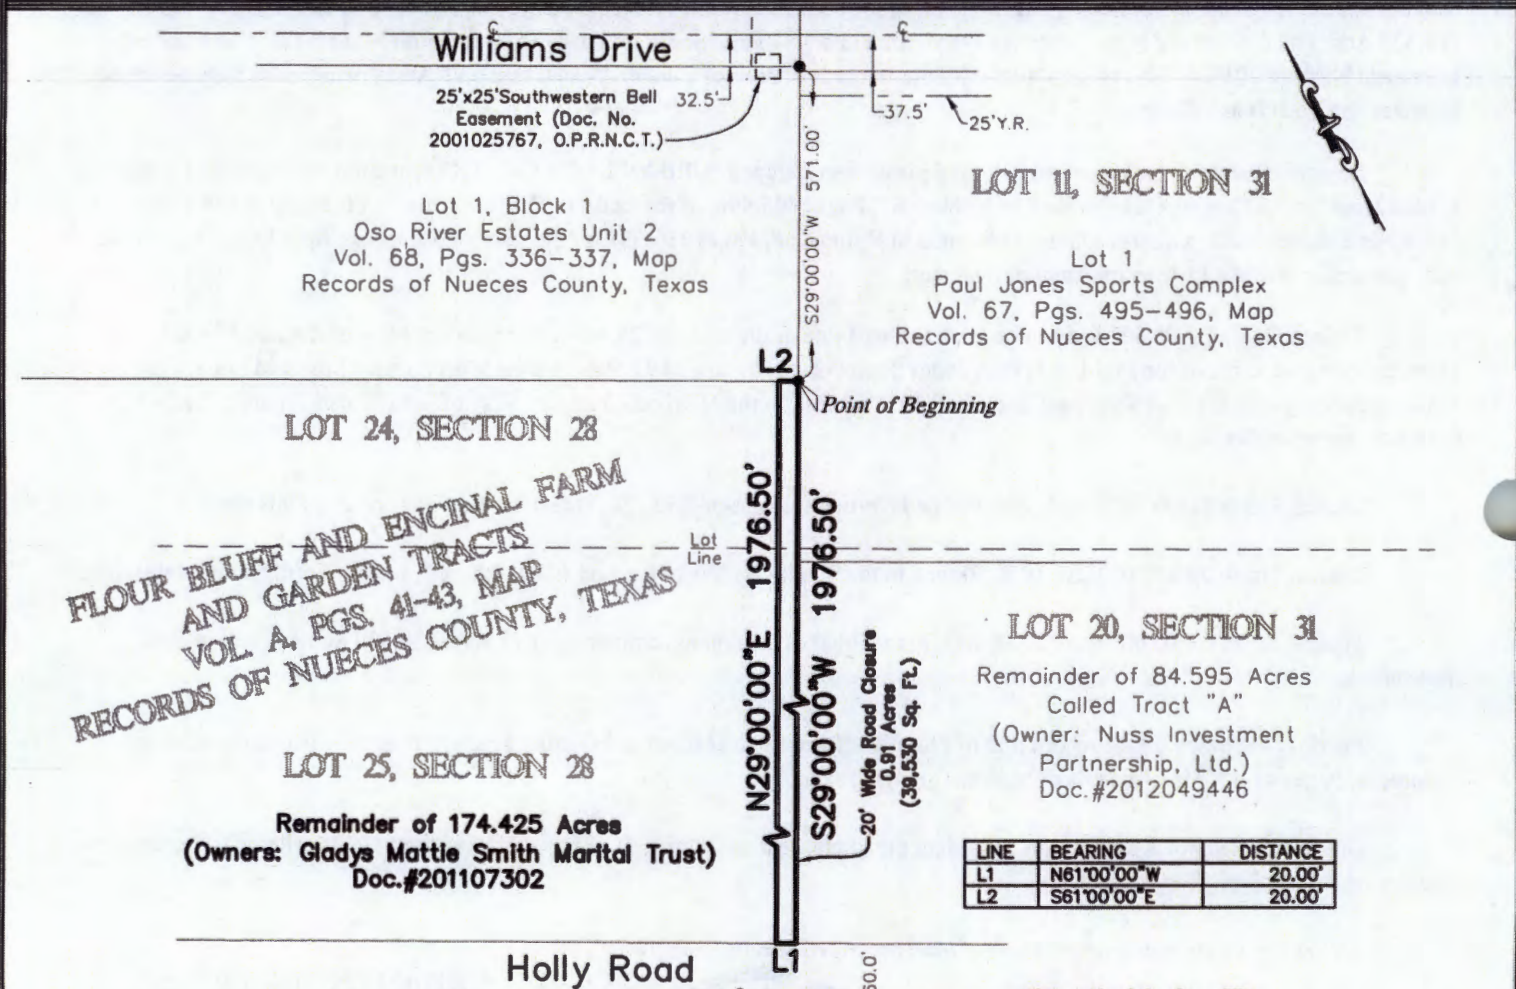 ℄
℄
Williams Drive
25'x25'Southwestern Bell
Easement (Doc. No.
2001025767, O.P.R.N.C.T.)
32.5'
37.5'
25'Y.R.
S29°00'00"W 571.00'
Lot 1, Block 1
Oso River Estates Unit 2
Vol. 68, Pgs. 336-337, Map
Records of Nueces County, Texas
LOT 11, SECTION 31
Lot 1
Paul Jones Sports Complex
Vol. 67, Pgs. 495-496, Map
Records of Nueces County, Texas
L2
Point of Beginning
LOT 24, SECTION 28
FLOUR BLUFF AND ENCINAL FARM
AND GARDEN TRACTS
VOL. A, PGS. 41-43, MAP
RECORDS OF NUECES COUNTY, TEXAS
Lot
Line
N29°00'00"E 1976.50'
S29°00'00"W 1976.50'
20' Wide Road Closure
0.91 Acres
(39,530 Sq. Ft.)
LOT 20, SECTION 31
Remainder of 84.595 Acres
Called Tract "A"
(Owner: Nuss Investment
Partnership, Ltd.)
Doc.#2012049446
LOT 25, SECTION 28
Remainder of 174.425 Acres
(Owners: Gladys Mattie Smith Marital Trust)
Doc.#201107302
LINE BEARING DISTANCE
L1 N61°00'00"W 20.00'
L2 S61°00'00"E 20.00'
Holly Road
L1